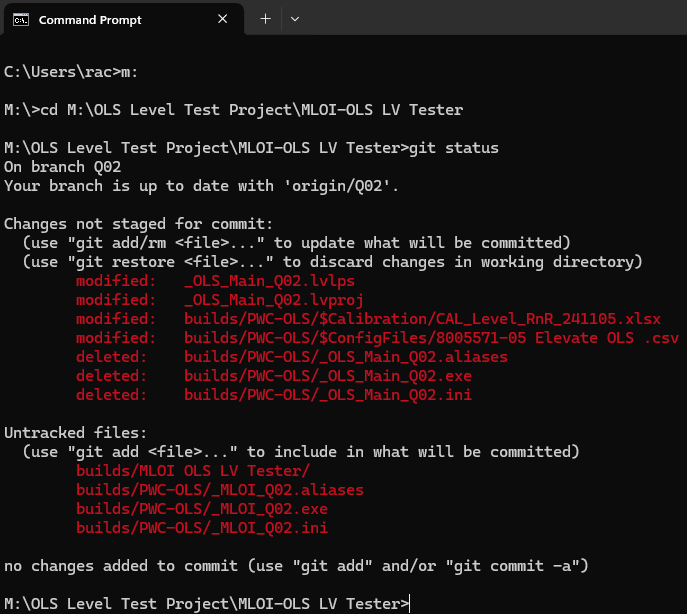 Command Prompt
C:\Users\rac>m:
M:\>cd M:\OLS Level Test Project\MLOI-OLS LV Tester
M:\OLS Level Test Project\MLOI-OLS LV Tester>git status
On branch Q02
Your branch is up to date with 'origin/Q02'.
Changes not staged for commit:
  (use "git add/rm <file>..." to update what will be committed)
  (use "git restore <file>..." to discard changes in working directory)
        modified:   _OLS_Main_Q02.lvlps
        modified:   _OLS_Main_Q02.lvproj
        modified:   builds/PWC-OLS/$Calibration/CAL_Level_RnR_241105.xlsx
        modified:   builds/PWC-OLS/$ConfigFiles/8005571-05 Elevate OLS .csv
        deleted:    builds/PWC-OLS/_OLS_Main_Q02.aliases
        deleted:    builds/PWC-OLS/_OLS_Main_Q02.exe
        deleted:    builds/PWC-OLS/_OLS_Main_Q02.ini
Untracked files:
  (use "git add <file>..." to include in what will be committed)
        builds/MLOI OLS LV Tester/
        builds/PWC-OLS/_MLOI_Q02.aliases
        builds/PWC-OLS/_MLOI_Q02.exe
        builds/PWC-OLS/_MLOI_Q02.ini
no changes added to commit (use "git add" and/or "git commit -a")
M:\OLS Level Test Project\MLOI-OLS LV Tester>